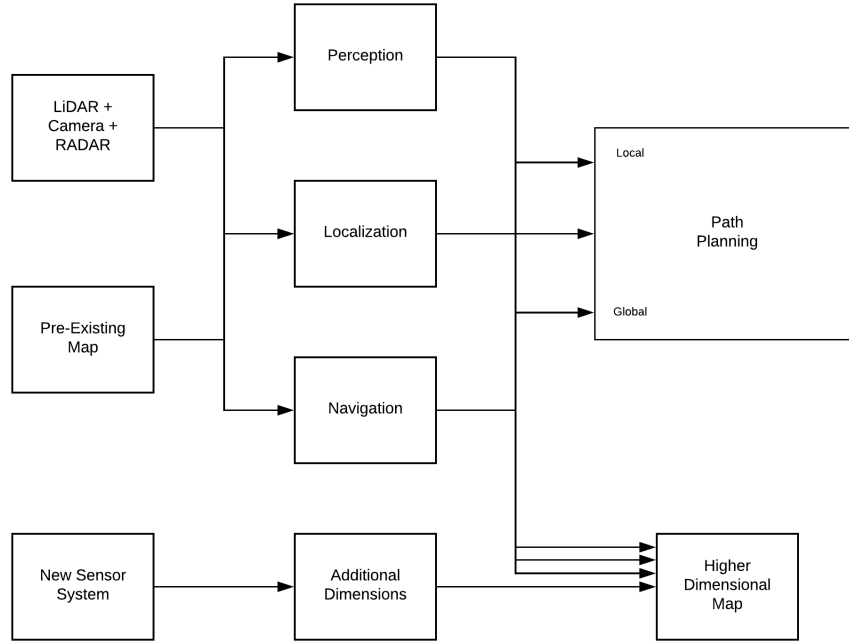 Perception
LiDAR +
Camera +
RADAR
Local
Path
Planning
Localization
Global
Pre-Existing
Map
Navigation
New Sensor
System
Additional
Dimensions
Higher
Dimensional
Map